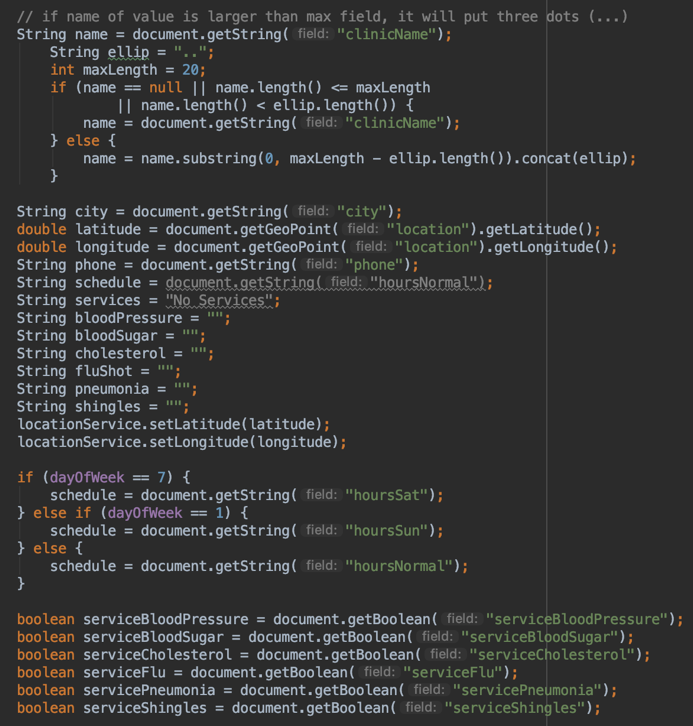 // if name of value is larger than max field, it will put three dots (...)
String name = document.getString( field: "clinicName");
String ellip = "..";
int maxLength = 20;
if (name == null || name.length() <= maxLength
|| name.length() < ellip.length()) {
name = document.getString( field: "clinicName");
} else {
name = name.substring(0, maxLength - ellip.length()).concat(ellip);
}
String city = document.getString( field: "city");
double latitude = document.getGeoPoint( field: "location").getLatitude();
double longitude = document.getGeoPoint( field: "location").getLongitude();
String phone = document.getString( field: "phone");
String schedule = document.getString( field: "hoursNormal");
String services = "No Services";
String bloodPressure = "";
String bloodSugar = "";
String cholesterol = "";
String fluShot = "";
String pneumonia = "";
String shingles = "";
locationService.setLatitude(latitude);
locationService.setLongitude(longitude);
if (dayOfWeek == 7) {
schedule = document.getString( field: "hoursSat");
} else if (dayOfWeek == 1) {
schedule = document.getString( field: "hoursSun");
} else {
schedule = document.getString( field: "hoursNormal");
}
boolean serviceBloodPressure = document.getBoolean( field: "serviceBloodPressure");
boolean serviceBloodSugar = document.getBoolean( field: "serviceBloodSugar");
boolean serviceCholesterol = document.getBoolean( field: "serviceCholesterol");
boolean serviceFlu = document.getBoolean( field: "serviceFlu");
boolean servicePneumonia = document.getBoolean( field: "servicePneumonia");
boolean serviceShingles = document.getBoolean( field: "serviceShingles");